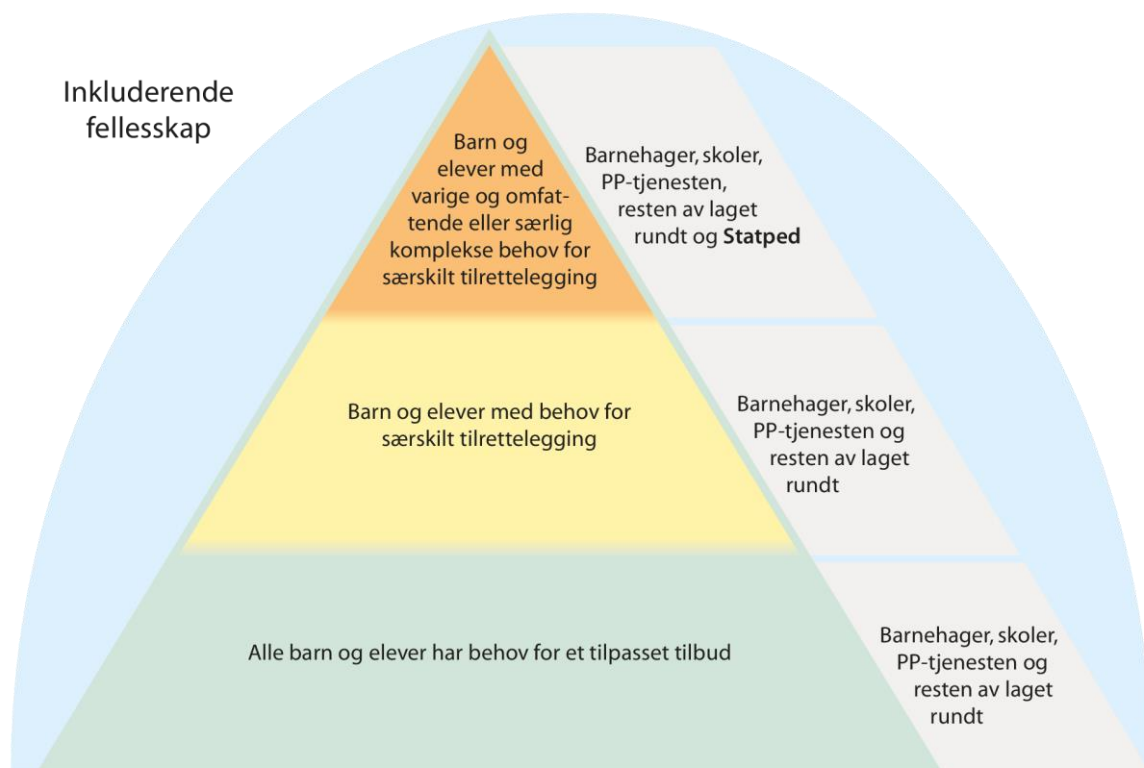 Inkluderende
fellesskap
Barn og
elever med
varige og omfat-
tende eller særlig
komplekse behov for
særskilt tilrettelegging
Barnehager, skoler,
PP-tjenesten,
resten av laget
rundt og Statped
Barn og elever med behov for
særskilt tilrettelegging
Barnehager, skoler,
PP-tjenesten og
resten av laget
rundt
Alle barn og elever har behov for et tilpasset tilbud
Barnehager, skoler,
PP-tjenesten og
resten av laget
rundt